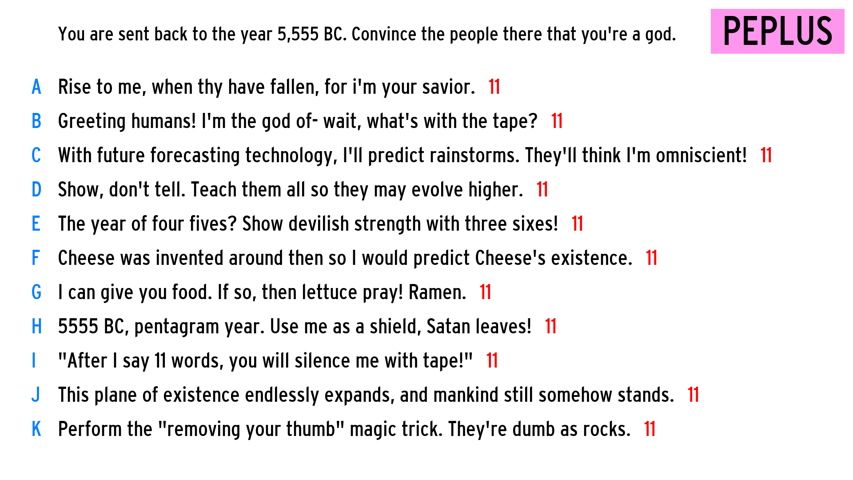 You are sent back to the year 5,555 BC. Convince the people there that you're a god.
PEPLUS
A Rise to me, when thy have fallen, for i'm your savior. 11
B Greeting humans! I'm the god of- wait, what's with the tape? 11
C With future forecasting technology, I'll predict rainstorms. They'll think I'm omniscient! 11
D Show, don't tell. Teach them all so they may evolve higher. 11
E The year of four fives? Show devilish strength with three sixes! 11
F Cheese was invented around then so I would predict Cheese's existence. 11
G I can give you food. If so, then lettuce pray! Ramen. 11
H 5555 BC, pentagram year. Use me as a shield, Satan leaves! 11
I "After I say 11 words, you will silence me with tape!" 11
J This plane of existence endlessly expands, and mankind still somehow stands. 11
K Perform the "removing your thumb" magic trick. They're dumb as rocks. 11